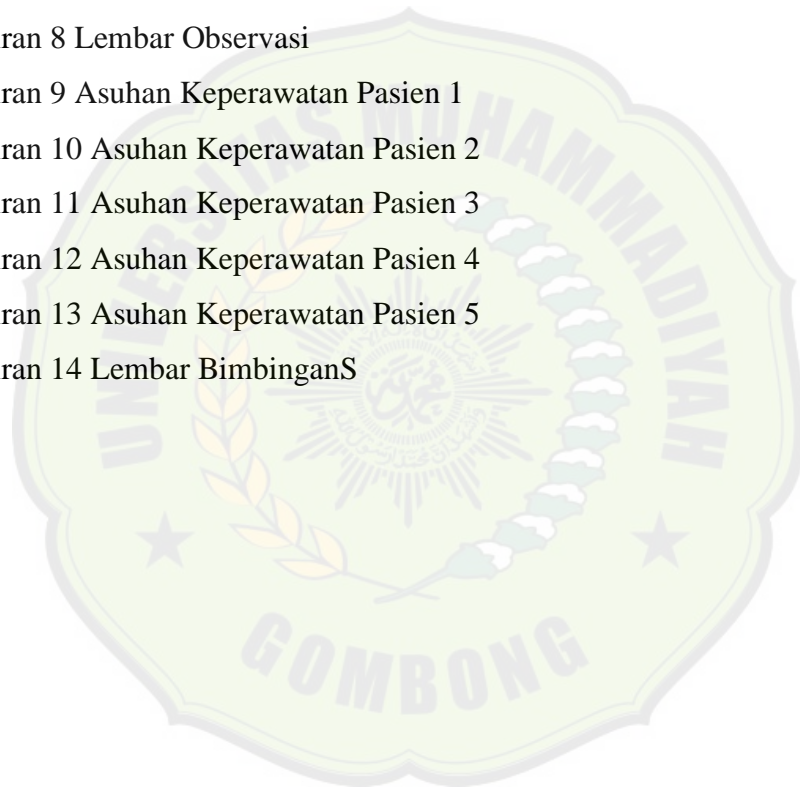 ran 8 Lembar Observasi
ran 9 Asuhan Keperawatan Pasien 1
ran 10 Asuhan Keperawatan Pasien 2
ran 11 Asuhan Keperawatan Pasien 3
ran 12 Asuhan Keperawatan Pasien 4
ran 13 Asuhan Keperawatan Pasien 5
ran 14 Lembar BimbinganS
UNIVERSITAS MUHAMMADIYAH
GOMBONG